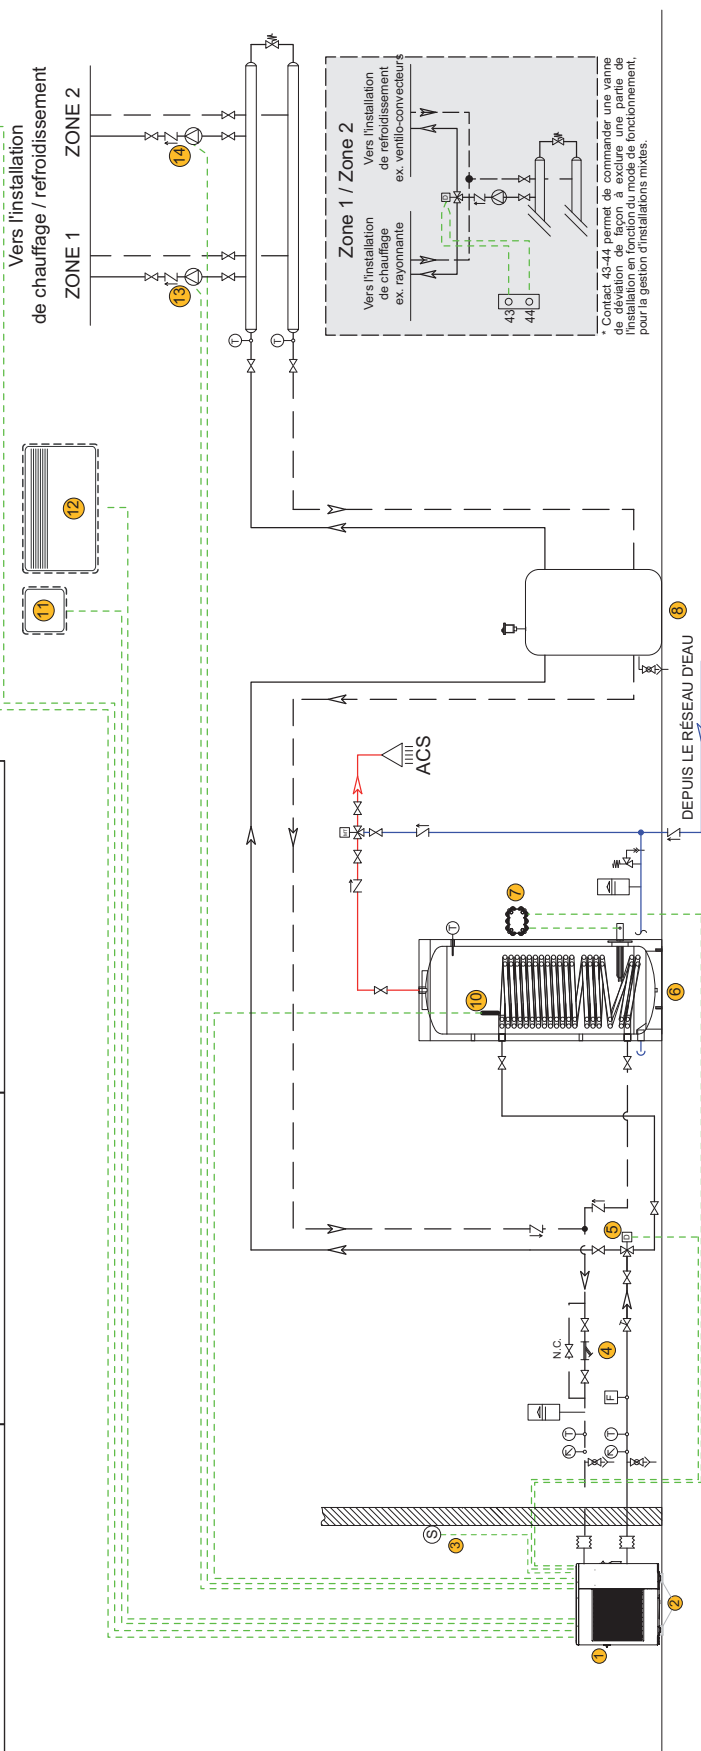 Vers l'installation
de chauffage / refroidissement
ZONE 1
ZONE 2
13
14
T
T
Zone 1 / Zone 2
Vers l'Installation
de chauffage
ex. rayonnante
Vers l'installation
de refroidissement
ex. ventilo-convecteurs
D
43
44
* Contact 43-44 permet de commander une vanne
de déviation de façon à exclure une partie de
l'installation en fonction du mode de fonctionnement,
pour la gestion d'installations mixtes.
11
12
8
ACS
MT
DEPUIS LE RÉSEAU D'EAU
7
T
10
6
5
D
N.C.
4
F
T
T
S
3
1
2